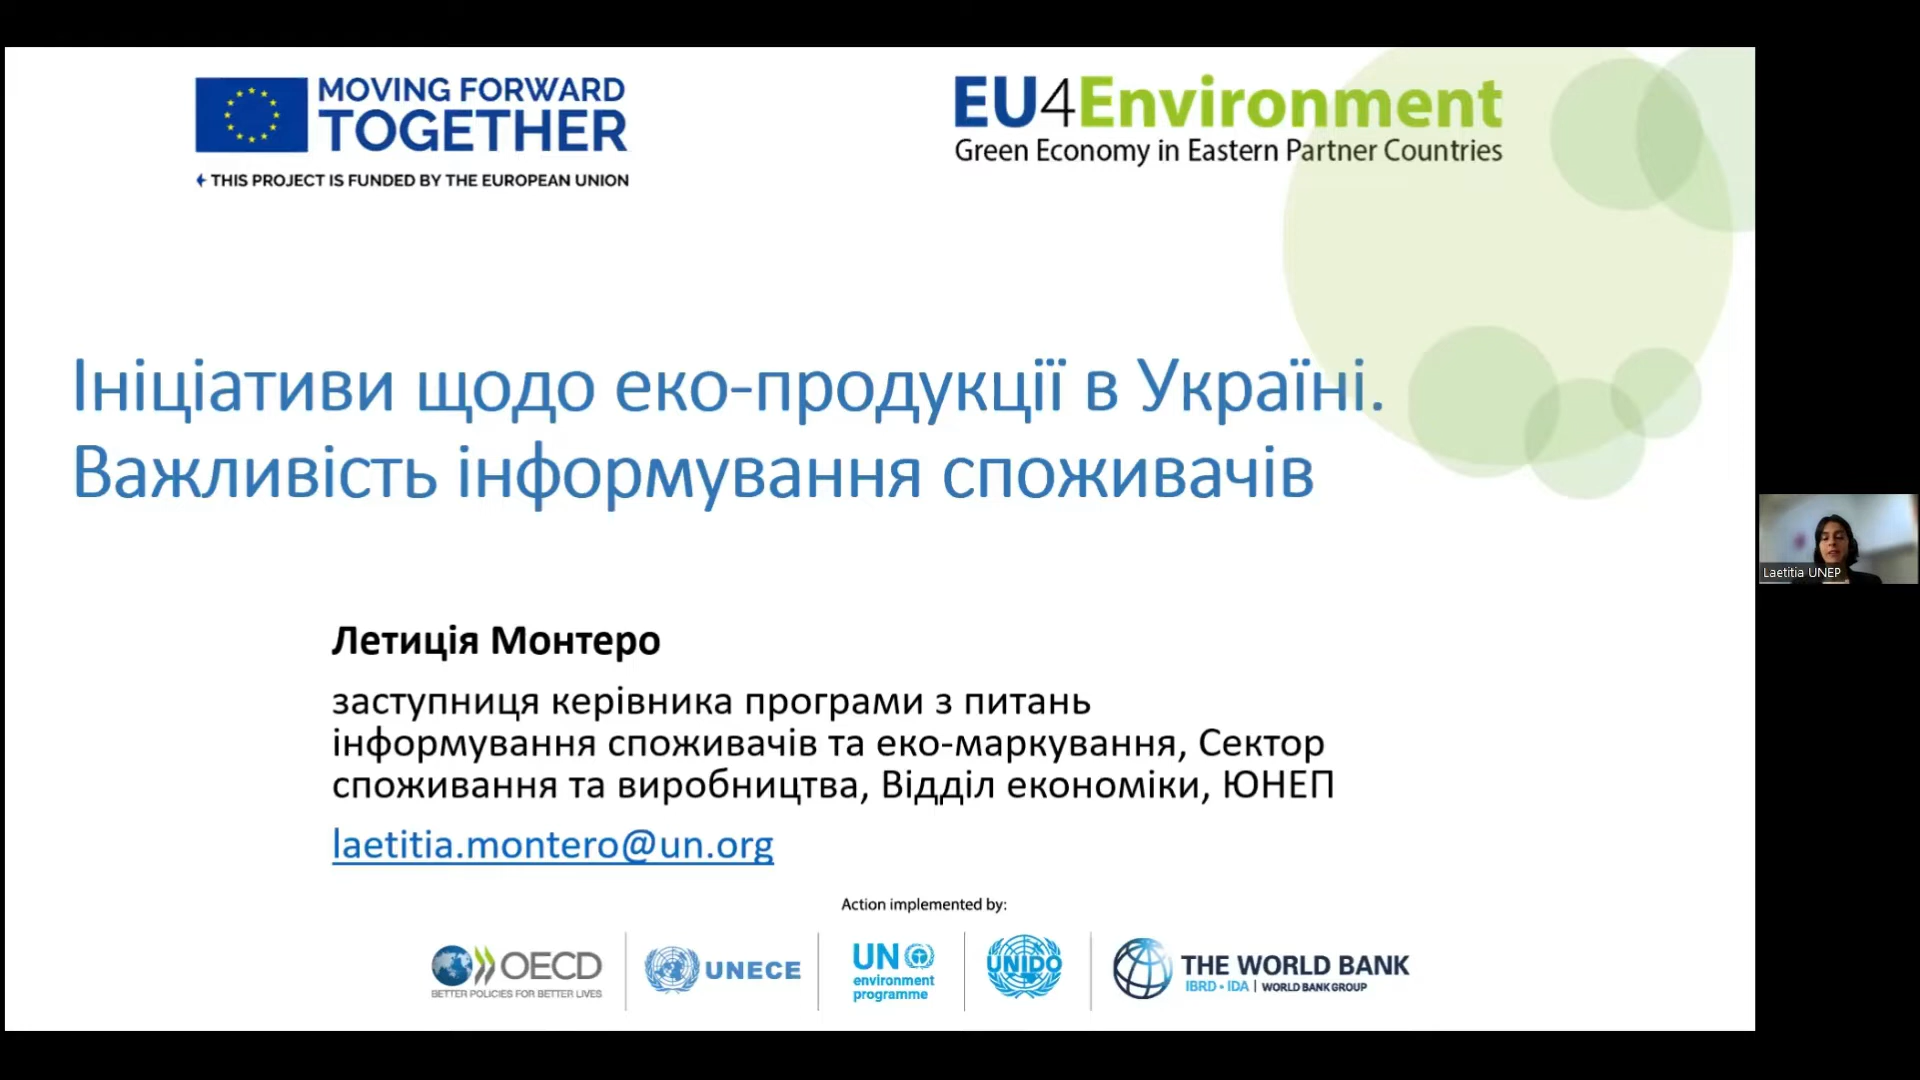 MOVING FORWARD
TOGETHER
THIS PROJECT IS FUNDED BY THE EUROPEAN UNION
EU4Environment
Green Economy in Eastern Partner Countries
Ініціативи щодо еко-продукції в Україні.
Важливість інформування споживачів
Летиція Монтеро
заступниця керівника програми з питань
інформування споживачів та еко-маркування, Сектор
споживання та виробництва, Відділ економіки, ЮНЕП
laetitia.montero@un.org
Laetitia UNEP
Action implemented by:
OECD
BETTER POLICIES FOR BETTER LIVES
UNECE
UN
environment
programme
UNIDO
THE WORLD BANK
IBRD • IDA | WORLD BANK GROUP